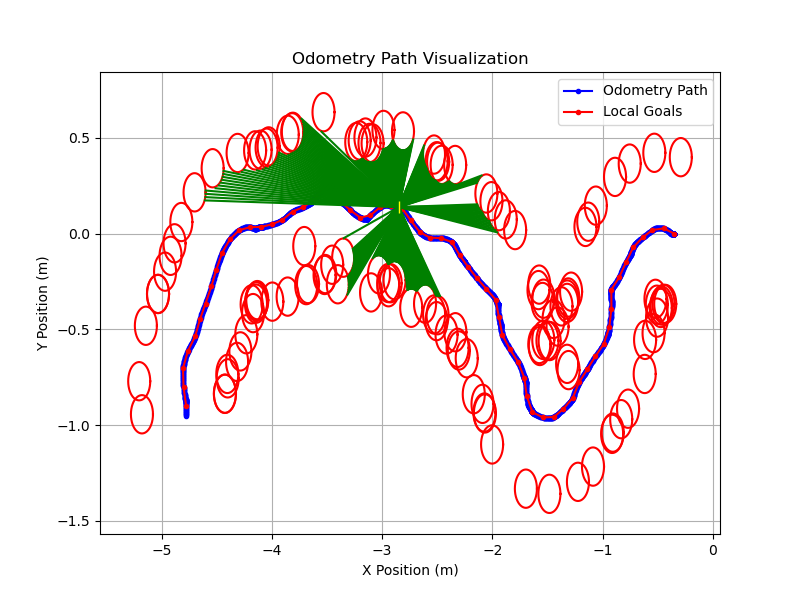 Odometry Path Visualization
Odometry Path
Local Goals
Y Position (m)
0.5
0.0
−0.5
−1.0
−1.5
−5
−4
−3
−2
−1
0
X Position (m)